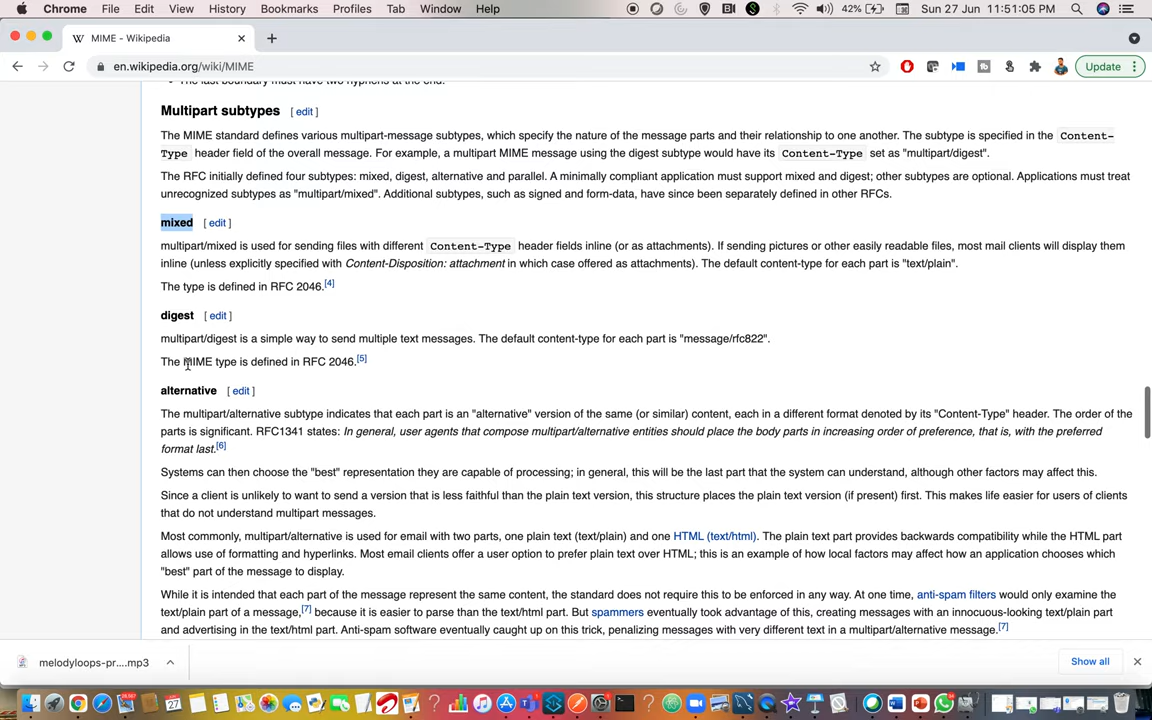 Chrome File Edit View History Bookmarks Profiles Tab Window Help 42% Sun 27 Jun 11:51:05 PM
W MIME - Wikipedia
en.wikipedia.org/wiki/MIME Update
The last boundary must have two hyphens at the end.
Multipart subtypes [ edit ]
The MIME standard defines various multipart-message subtypes, which specify the nature of the message parts and their relationship to one another. The subtype is specified in the Content-
Type header field of the overall message. For example, a multipart MIME message using the digest subtype would have its Content-Type set as "multipart/digest".
The RFC initially defined four subtypes: mixed, digest, alternative and parallel. A minimally compliant application must support mixed and digest; other subtypes are optional. Applications must treat
unrecognized subtypes as "multipart/mixed". Additional subtypes, such as signed and form-data, have since been separately defined in other RFCs.
mixed [ edit ]
multipart/mixed is used for sending files with different Content-Type header fields inline (or as attachments). If sending pictures or other easily readable files, most mail clients will display them
inline (unless explicitly specified with Content-Disposition: attachment in which case offered as attachments). The default content-type for each part is "text/plain".
The type is defined in RFC 2046.[4]
digest [ edit ]
multipart/digest is a simple way to send multiple text messages. The default content-type for each part is "message/rfc822".
The MIME type is defined in RFC 2046.[5]
alternative [ edit ]
The multipart/alternative subtype indicates that each part is an "alternative" version of the same (or similar) content, each in a different format denoted by its "Content-Type" header. The order of the
parts is significant. RFC1341 states: In general, user agents that compose multipart/alternative entities should place the body parts in increasing order of preference, that is, with the preferred
format last.[6]
Systems can then choose the "best" representation they are capable of processing; in general, this will be the last part that the system can understand, although other factors may affect this.
Since a client is unlikely to want to send a version that is less faithful than the plain text version, this structure places the plain text version (if present) first. This makes life easier for users of clients
that do not understand multipart messages.
Most commonly, multipart/alternative is used for email with two parts, one plain text (text/plain) and one HTML (text/html). The plain text part provides backwards compatibility while the HTML part
allows use of formatting and hyperlinks. Most email clients offer a user option to prefer plain text over HTML; this is an example of how local factors may affect how an application chooses which
"best" part of the message to display.
While it is intended that each part of the message represent the same content, the standard does not require this to be enforced in any way. At one time, anti-spam filters would only examine the
text/plain part of a message,[7] because it is easier to parse than the text/html part. But spammers eventually took advantage of this, creating messages with an innocuous-looking text/plain part
and advertising in the text/html part. Anti-spam software eventually caught up on this trick, penalizing messages with very different text in a multipart/alternative message.[7]
melodyloops-pr....mp3 Show all